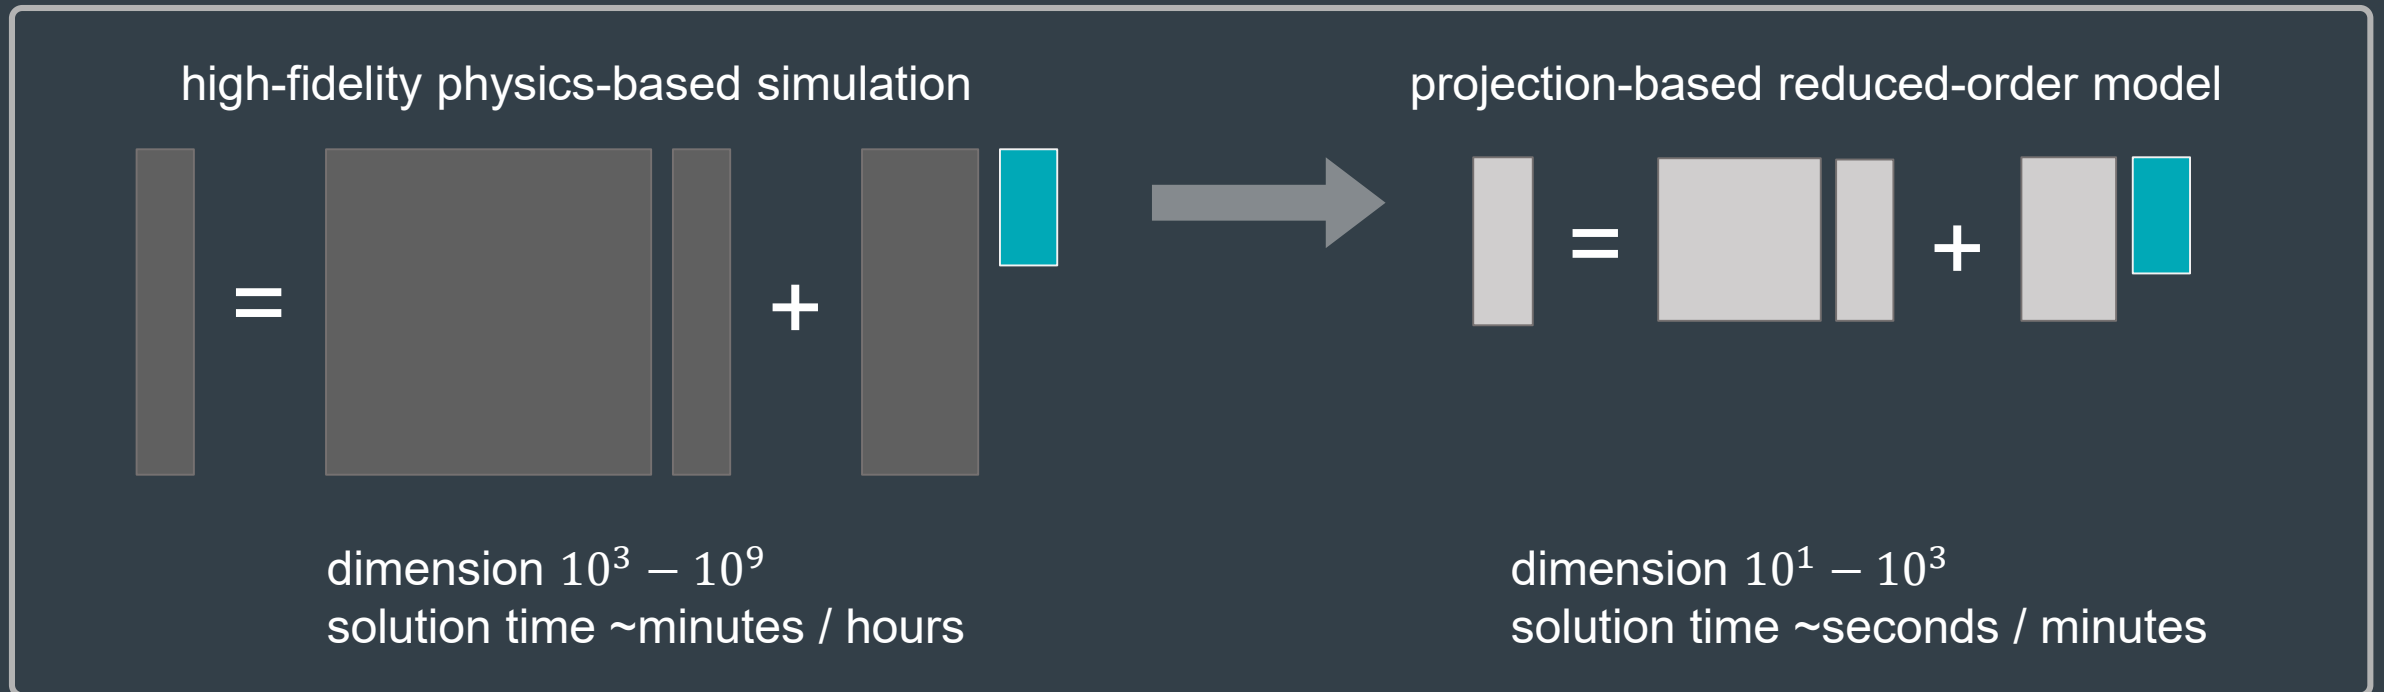 high-fidelity physics-based simulation
projection-based reduced-order model
=
+
=
+
dimension 10³ – 10⁹
solution time ~minutes / hours
dimension 10¹ – 10³
solution time ~seconds / minutes